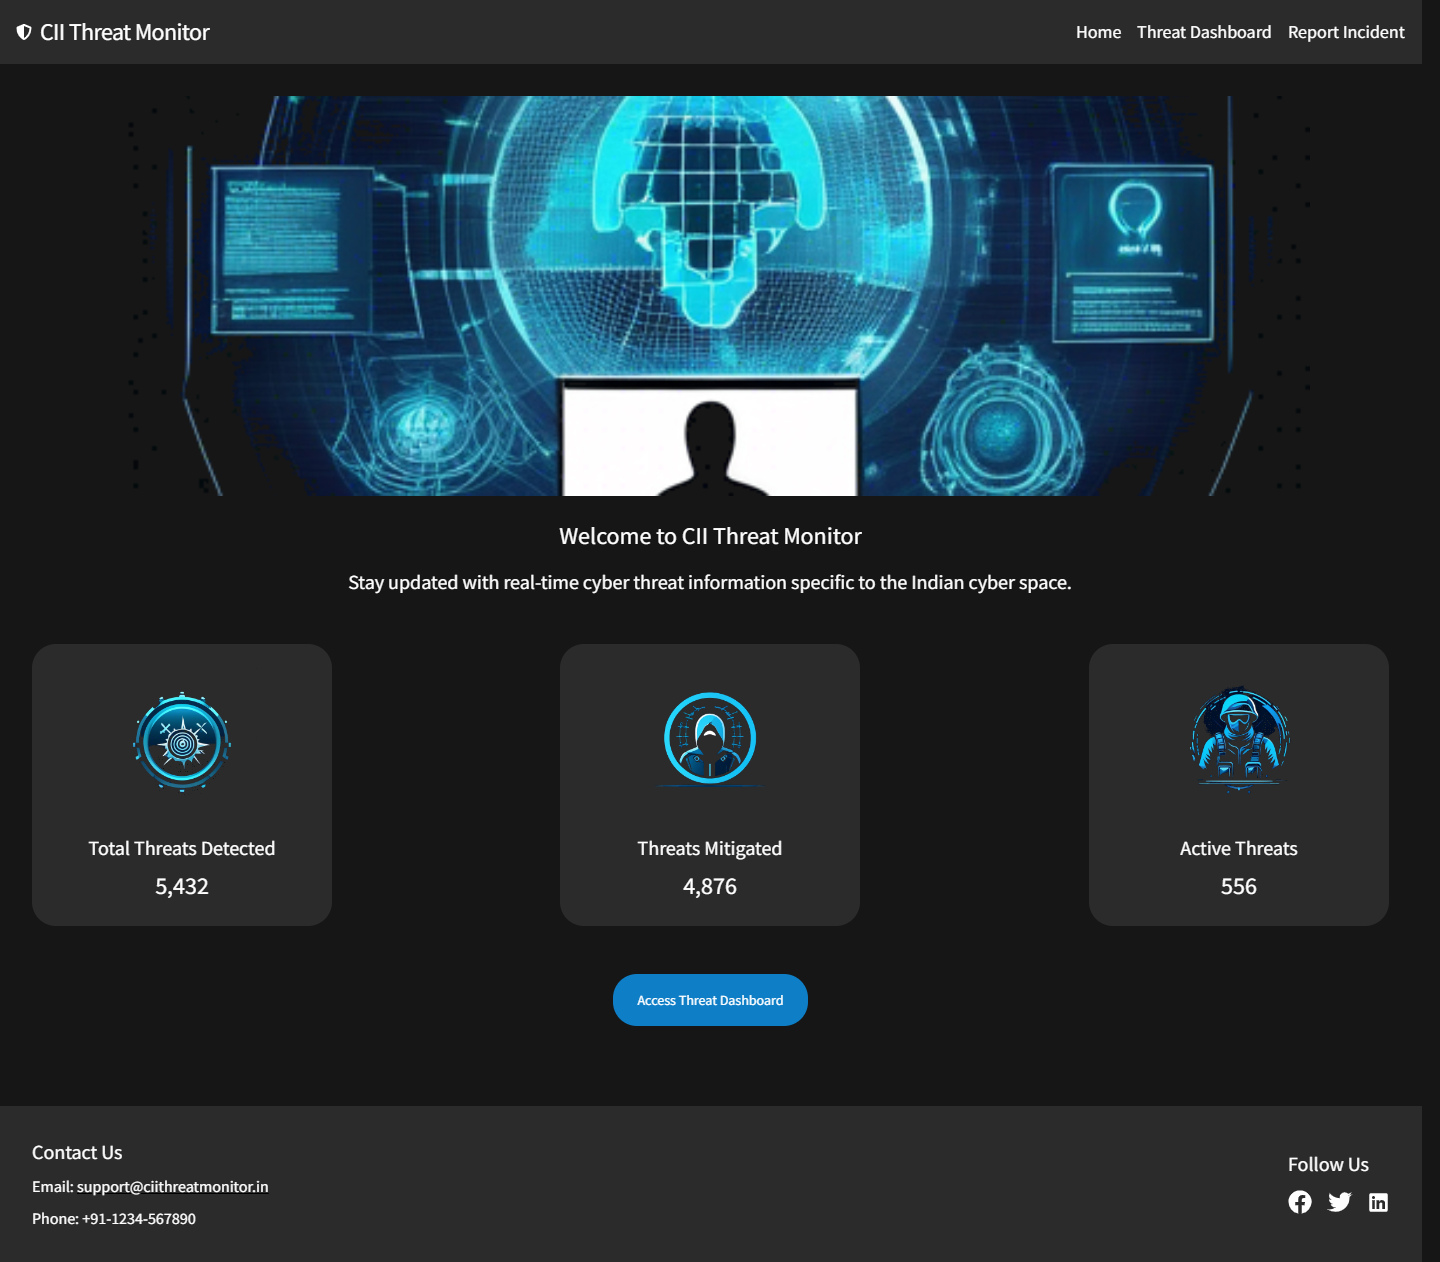 CII Threat Monitor
Home Threat Dashboard Report Incident
Welcome to CII Threat Monitor
Stay updated with real-time cyber threat information specific to the Indian cyber space.
Total Threats Detected
5,432
Threats Mitigated
4,876
Active Threats
556
Access Threat Dashboard
Contact Us
Email: support@ciithreatmonitor.in
Phone: +91-1234-567890
Follow Us